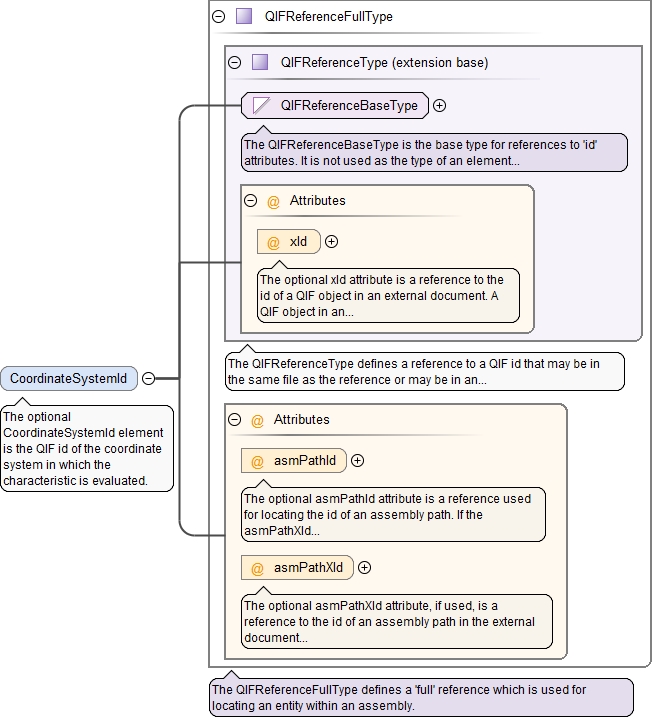 QIFReferenceFullType
QIFReferenceType (extension base)
QIFReferenceBaseType
The QIFReferenceBaseType is the base type for references to 'id'
attributes. It is not used as the type of an element...
@ Attributes
@ xId
The optional xId attribute is a reference to the
id of a QIF object in an external document. A
QIF object in an...
The QIFReferenceType defines a reference to a QIF id that may be in
the same file as the reference or may be in an...
CoordinateSystemId
The optional
CoordinateSystemId element
is the QIF id of the coordinate
system in which the
characteristic is evaluated.
@ Attributes
@ asmPathId
The optional asmPathId attribute is a reference used
for locating the id of an assembly path. If the
asmPathXId...
@ asmPathXId
The optional asmPathXId attribute, if used, is a
reference to the id of an assembly path in the external
document...
The QIFReferenceFullType defines a 'full' reference which is used for
locating an entity within an assembly.